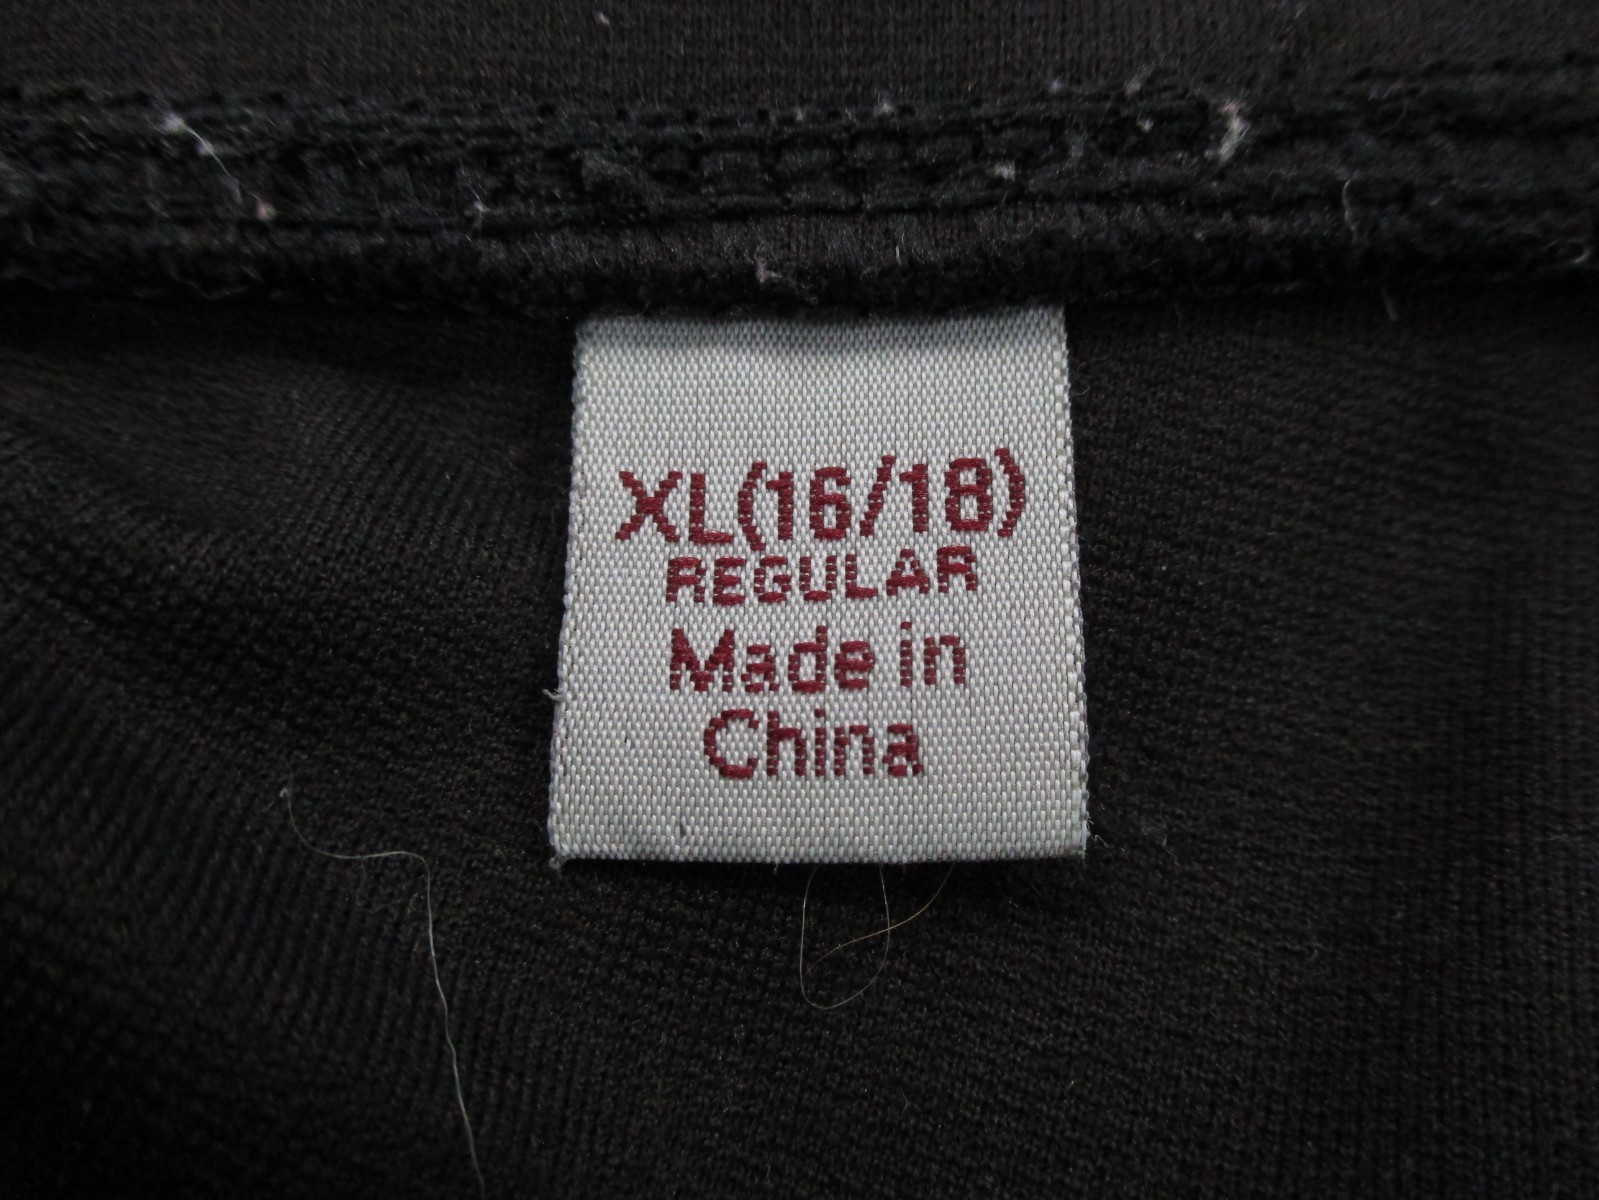 XL(16/18)
REGULAR
Made in
China